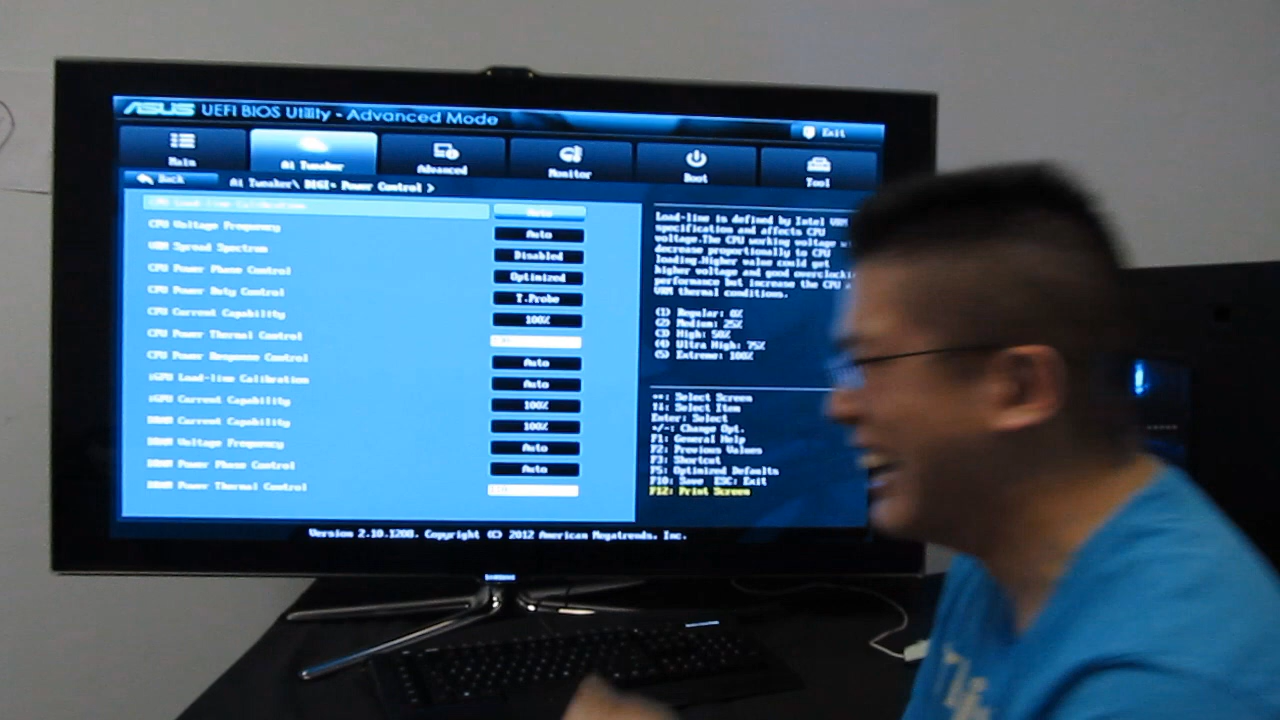 ASUS UEFI BIOS Utility - Advanced Mode
Exit
Main
Ai Tweaker
Advanced
Monitor
Boot
Tool
Back
Ai Tweaker\ DIGI+ Power Control >
CPU Load-line Calibration Auto
CPU Voltage Frequency Auto
VRM Spread Spectrum Disabled
CPU Power Phase Control Optimized
CPU Power Duty Control T.Probe
CPU Current Capability 100%
CPU Power Thermal Control
CPU Power Response Control Auto
iGPU Load-line Calibration Auto
iGPU Current Capability 100%
DRAM Current Capability 100%
DRAM Voltage Frequency Auto
DRAM Power Phase Control Auto
DRAM Power Thermal Control
Load-line is defined by Intel VRM
specification and affects CPU
voltage.The CPU working voltage
decrease proportionally to CPU
loading.Higher value could get
higher voltage and good overclocking
performance but increase the CPU
VRM thermal conditions.
(1) Regular: 0%
(2) Medium: 25%
(3) High: 50%
(4) Ultra High: 75%
(5) Extreme: 100%
→←: Select Screen
↑↓: Select Item
Enter: Select
+/-: Change Opt.
F1: General Help
F2: Previous Values
F3: Shortcut
F5: Optimized Defaults
F10: Save ESC: Exit
F12: Print Screen
Version 2.10.1208. Copyright (C) 2012 American Megatrends, Inc.
SAMSUNG